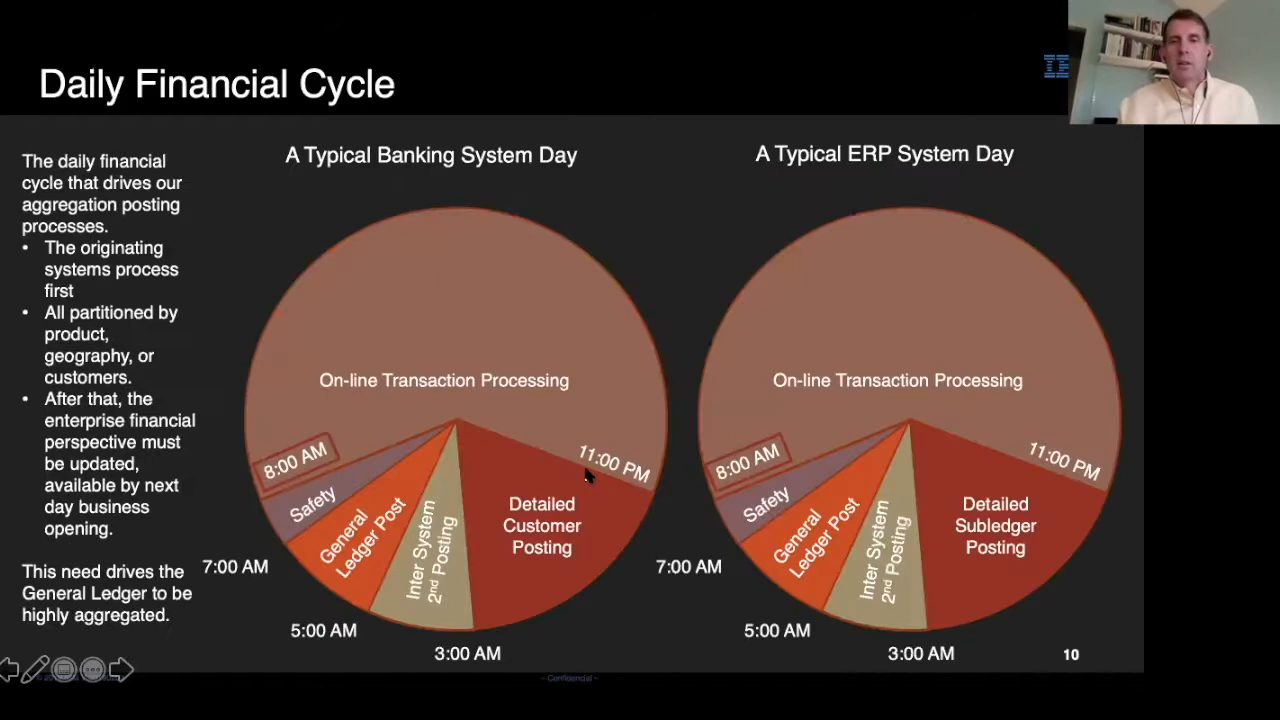 Daily Financial Cycle
The daily financial
cycle that drives our
aggregation posting
processes.
• The originating
systems process
first
• All partitioned by
product,
geography, or
customers.
• After that, the
enterprise financial
perspective must
be updated,
available by next
day business
opening.
This need drives the
General Ledger to be
highly aggregated.
A Typical Banking System Day
On-line Transaction Processing
8:00 AM
11:00 PM
Safety
General
Ledger Post
Inter System
2nd Posting
Detailed
Customer
Posting
7:00 AM
5:00 AM
3:00 AM
A Typical ERP System Day
On-line Transaction Processing
8:00 AM
11:00 PM
Safety
General
Ledger Post
Inter System
2nd Posting
Detailed
Subledger
Posting
7:00 AM
5:00 AM
3:00 AM
10
– Confidential –